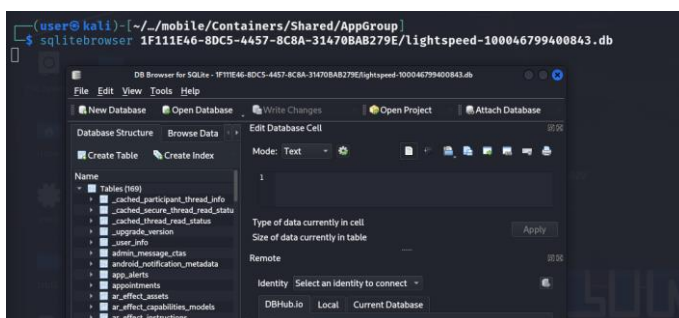 (user㉿kali)-[~/…/mobile/Containers/Shared/AppGroup]
$ sqlitebrowser 1F111E46-8DC5-4457-8C8A-31470BAB279E/lightspeed-100046799400843.db
DB Browser for SQLite - 1F111E46-8DC5-4457-8C8A-31470BAB279E/lightspeed-100046799400843.db
File Edit View Tools Help
New Database Open Database Write Changes Open Project Attach Database
Database Structure Browse Data
Create Table Create Index
Name
Tables (169)
_cached_participant_thread_info
_cached_secure_thread_read_statu
_cached_thread_read_status
_upgrade_version
_user_info
admin_message_ctas
android_notification_metadata
app_alerts
appointments
ar_effect_assets
ar_effect_capabilities_models
ar_effect_instructions
Edit Database Cell
Mode: Text
1
Type of data currently in cell
Size of data currently in table
Apply
Remote
Identity Select an identity to connect
DBHub.io Local Current Database